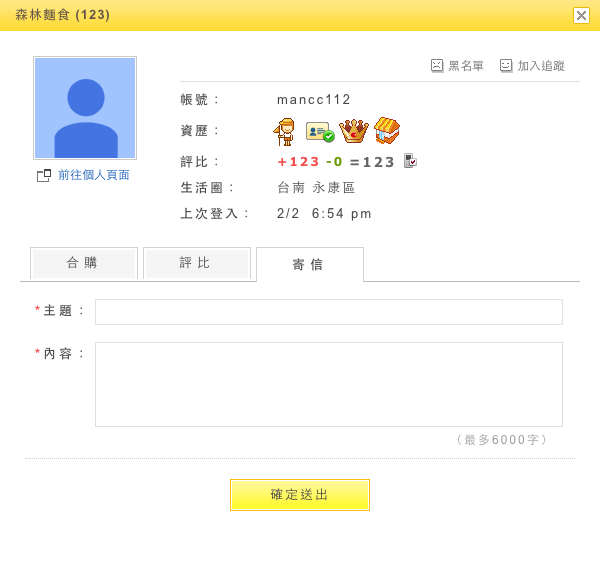 森林麵食 (123)
黑名單 加入追蹤
帳號： mancc112
資歷：
評比： +123 -0 =123
前往個人頁面
生活圈： 台南 永康區
上次登入： 2/2 6:54 pm
合購 評比 寄信
*主題：
*內容：
（最多6000字）
確定送出